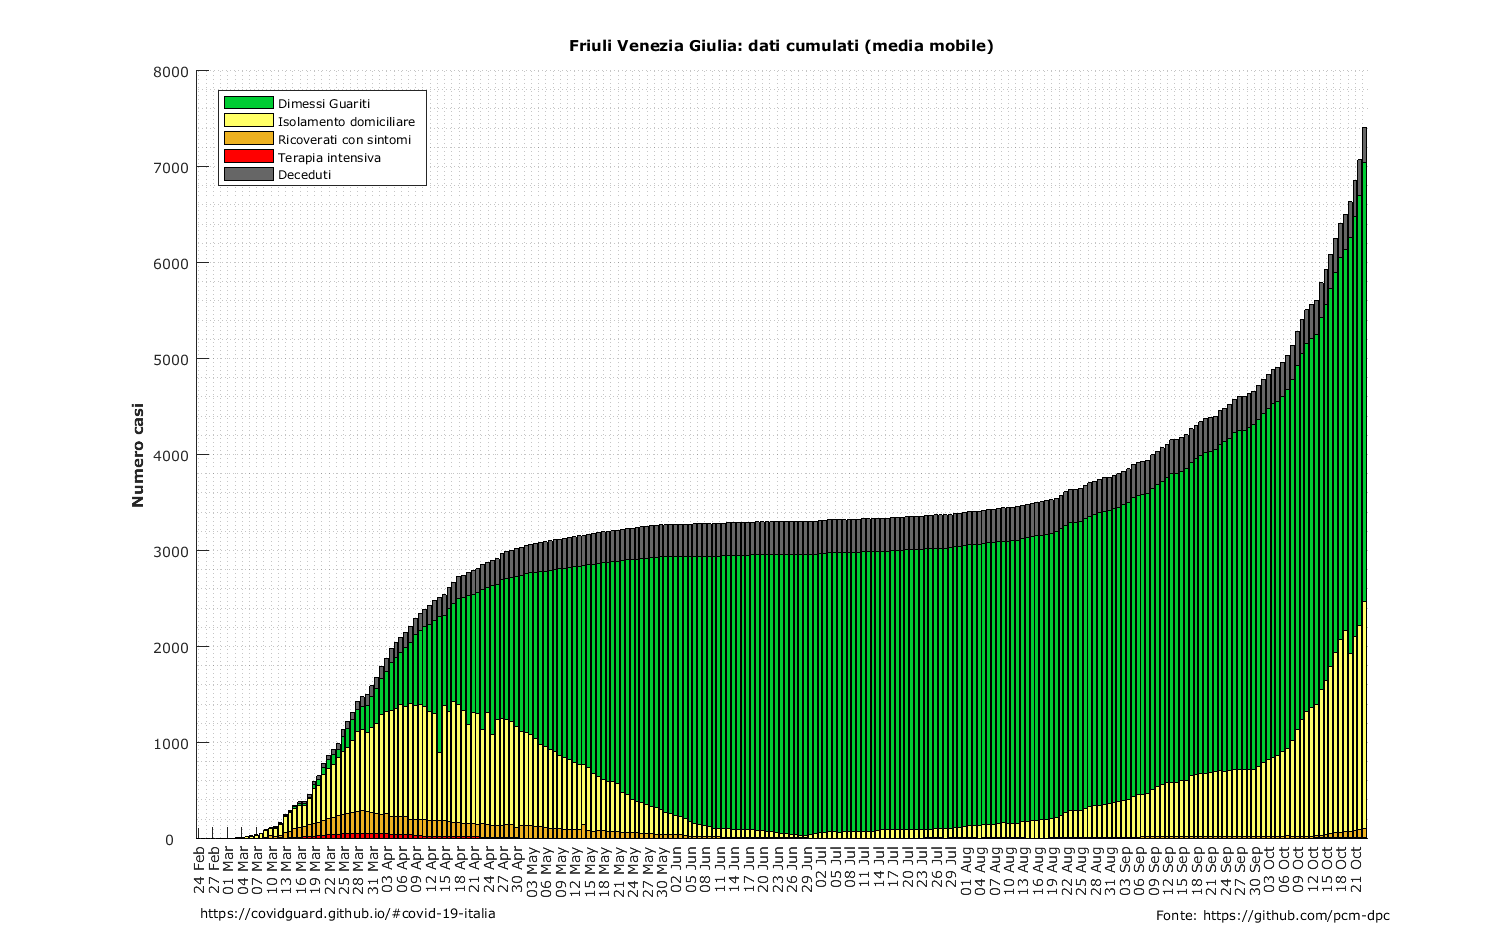 Friuli Venezia Giulia: dati cumulati (media mobile)
8000
7000
6000
5000
4000
3000
2000
1000
0
Numero casi
Dimessi Guariti
Isolamento domiciliare
Ricoverati con sintomi
Terapia intensiva
Deceduti
24 Feb
27 Feb
01 Mar
04 Mar
07 Mar
10 Mar
13 Mar
16 Mar
19 Mar
22 Mar
25 Mar
28 Mar
31 Mar
03 Apr
06 Apr
09 Apr
12 Apr
15 Apr
18 Apr
21 Apr
24 Apr
27 Apr
30 Apr
03 May
06 May
09 May
12 May
15 May
18 May
21 May
24 May
27 May
30 May
02 Jun
05 Jun
08 Jun
11 Jun
14 Jun
17 Jun
20 Jun
23 Jun
26 Jun
29 Jun
02 Jul
05 Jul
08 Jul
11 Jul
14 Jul
17 Jul
20 Jul
23 Jul
26 Jul
29 Jul
01 Aug
04 Aug
07 Aug
10 Aug
13 Aug
16 Aug
19 Aug
22 Aug
25 Aug
28 Aug
31 Aug
03 Sep
06 Sep
09 Sep
12 Sep
15 Sep
18 Sep
21 Sep
24 Sep
27 Sep
30 Sep
03 Oct
06 Oct
09 Oct
12 Oct
15 Oct
18 Oct
21 Oct
https://covidguard.github.io/#covid-19-italia
Fonte: https://github.com/pcm-dpc